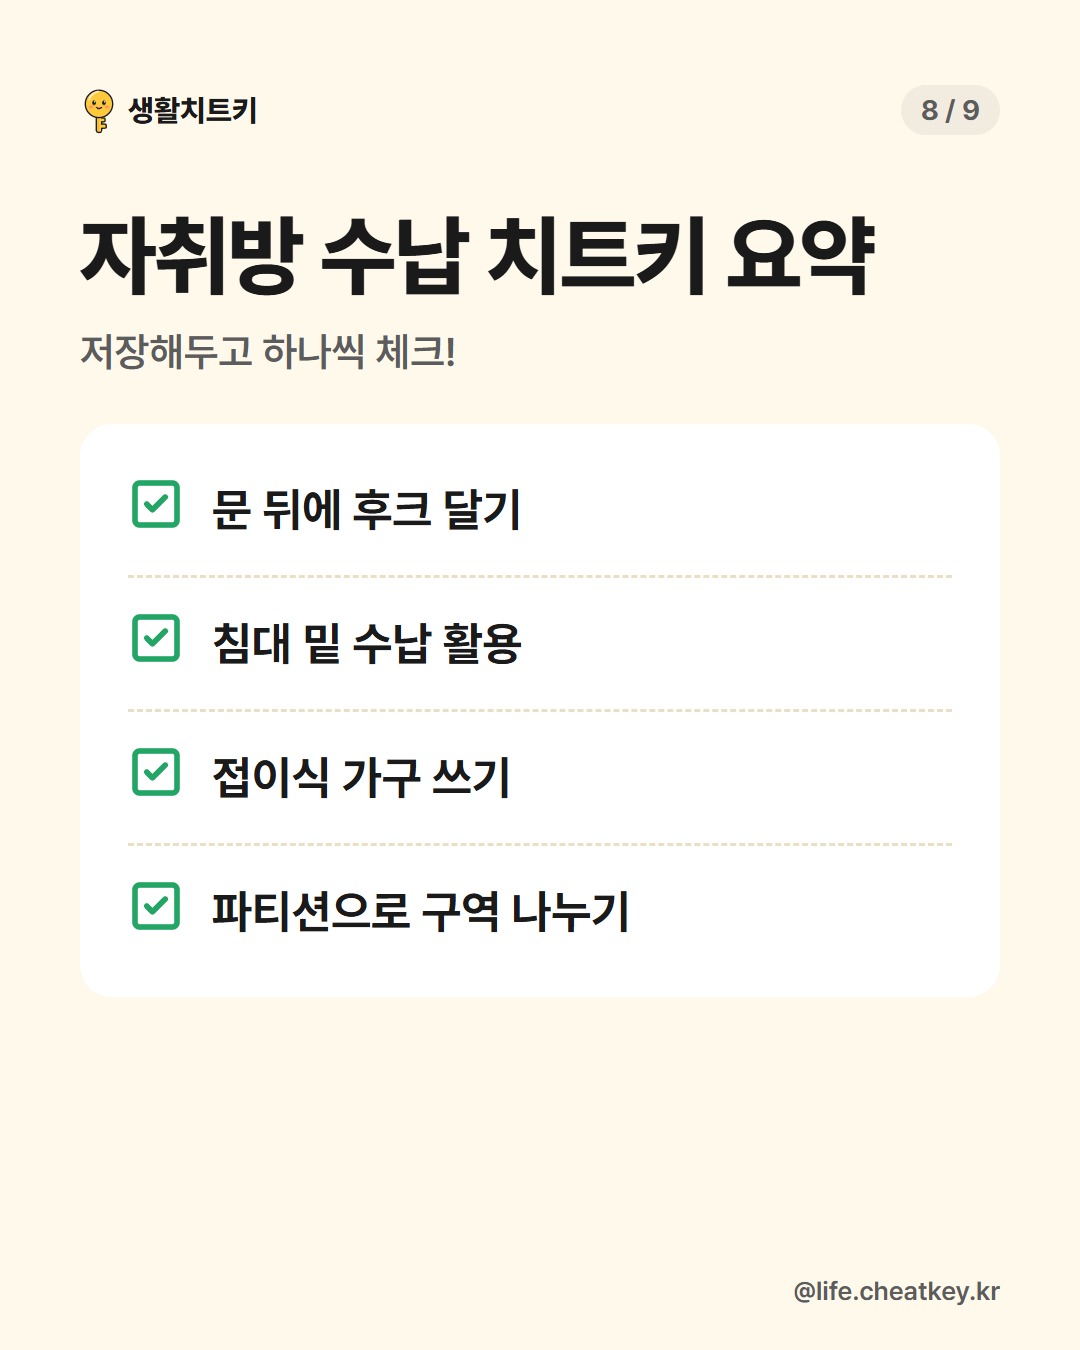 생활치트키
8 / 9
자취방 수납 치트키 요약
저장해두고 하나씩 체크!
문 뒤에 후크 달기
침대 밑 수납 활용
접이식 가구 쓰기
파티션으로 구역 나누기
@life.cheatkey.kr